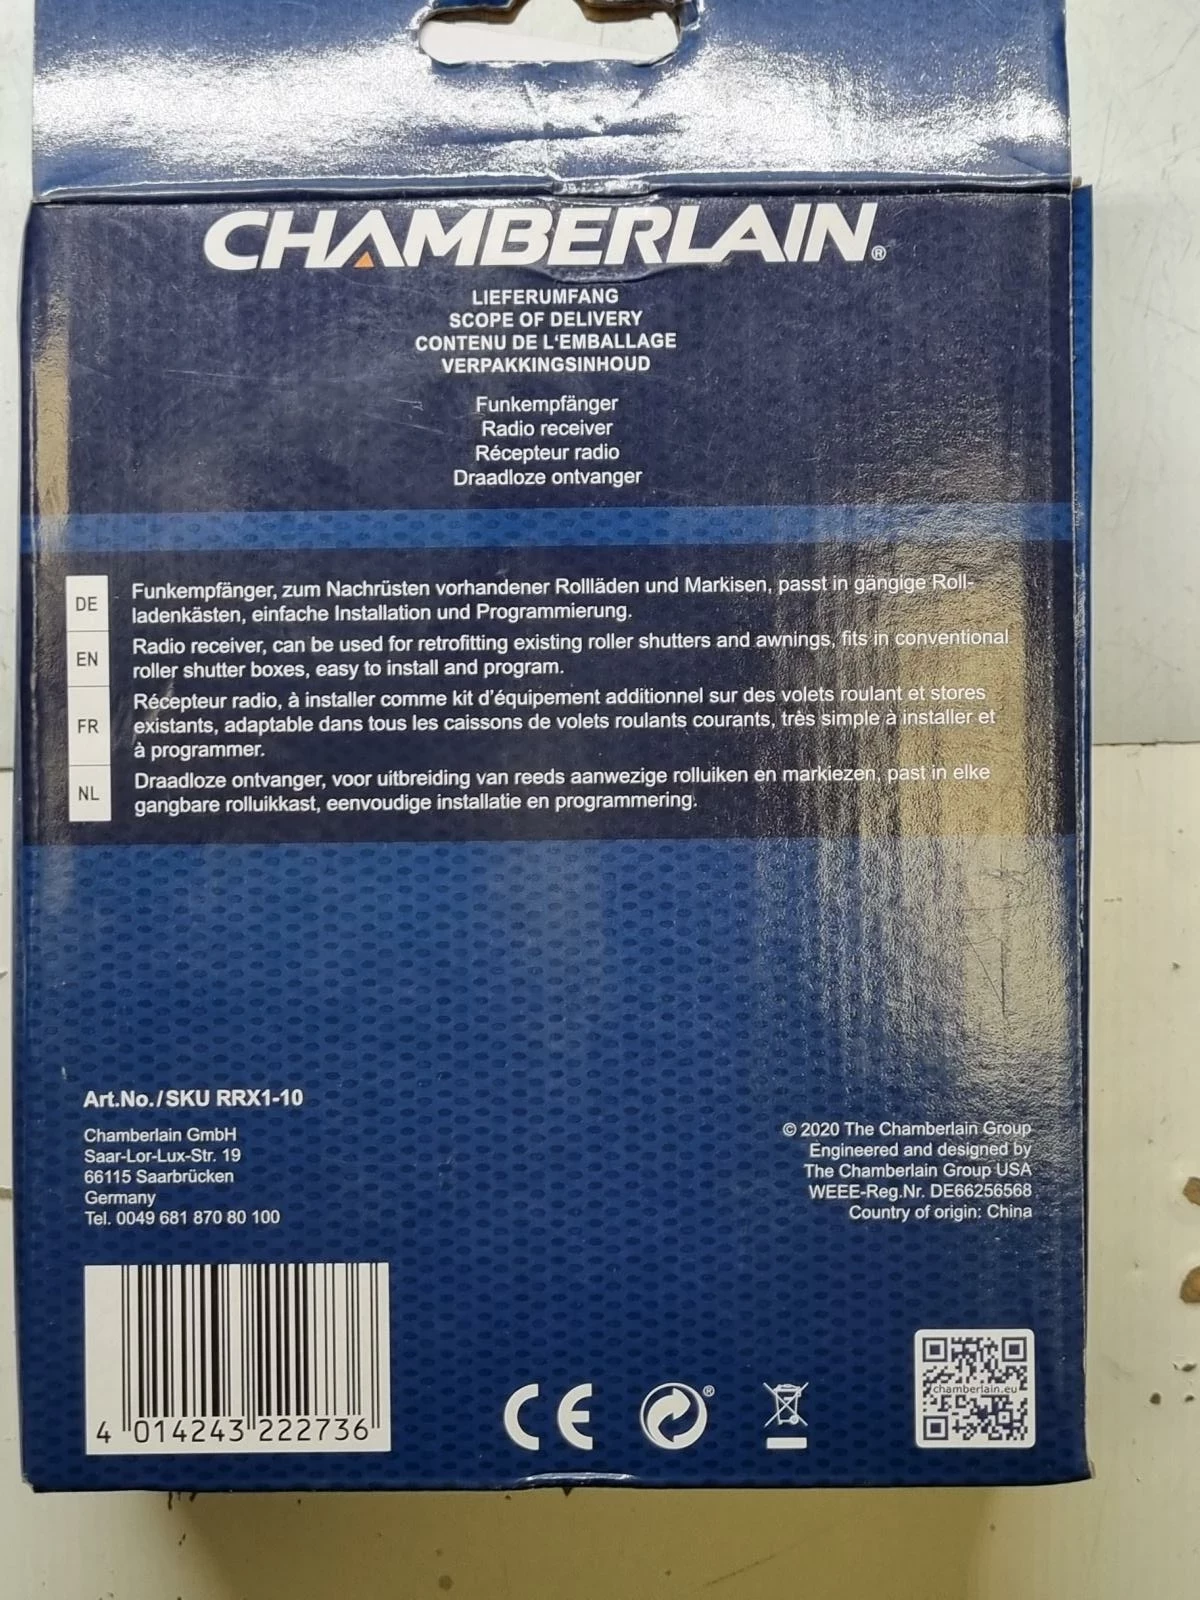 CHAMBERLAIN®
LIEFERUMFANG
SCOPE OF DELIVERY
CONTENU DE L'EMBALLAGE
VERPAKKINGSINHOUD
Funkempfänger
Radio receiver
Récepteur radio
Draadloze ontvanger
DE
Funkempfänger, zum Nachrüsten vorhandener Rollläden und Markisen, passt in gängige Roll-
ladenkästen, einfache Installation und Programmierung.
EN
Radio receiver, can be used for retrofitting existing roller shutters and awnings, fits in conventional
roller shutter boxes, easy to install and program.
FR
Récepteur radio, à installer comme kit d'équipement additionnel sur des volets roulant et stores
existants, adaptable dans tous les caissons de volets roulants courants, très simple à installer et
à programmer.
NL
Draadloze ontvanger, voor uitbreiding van reeds aanwezige rolluiken en markiezen, past in elke
gangbare rolluikkast, eenvoudige installatie en programmering.
Art.No./SKU RRX1-10
Chamberlain GmbH
Saar-Lor-Lux-Str. 19
66115 Saarbrücken
Germany
Tel. 0049 681 870 80 100
© 2020 The Chamberlain Group
Engineered and designed by
The Chamberlain Group USA
WEEE-Reg.Nr. DE66256568
Country of origin: China
4 014243 222736
CE
®
chamberlain.eu